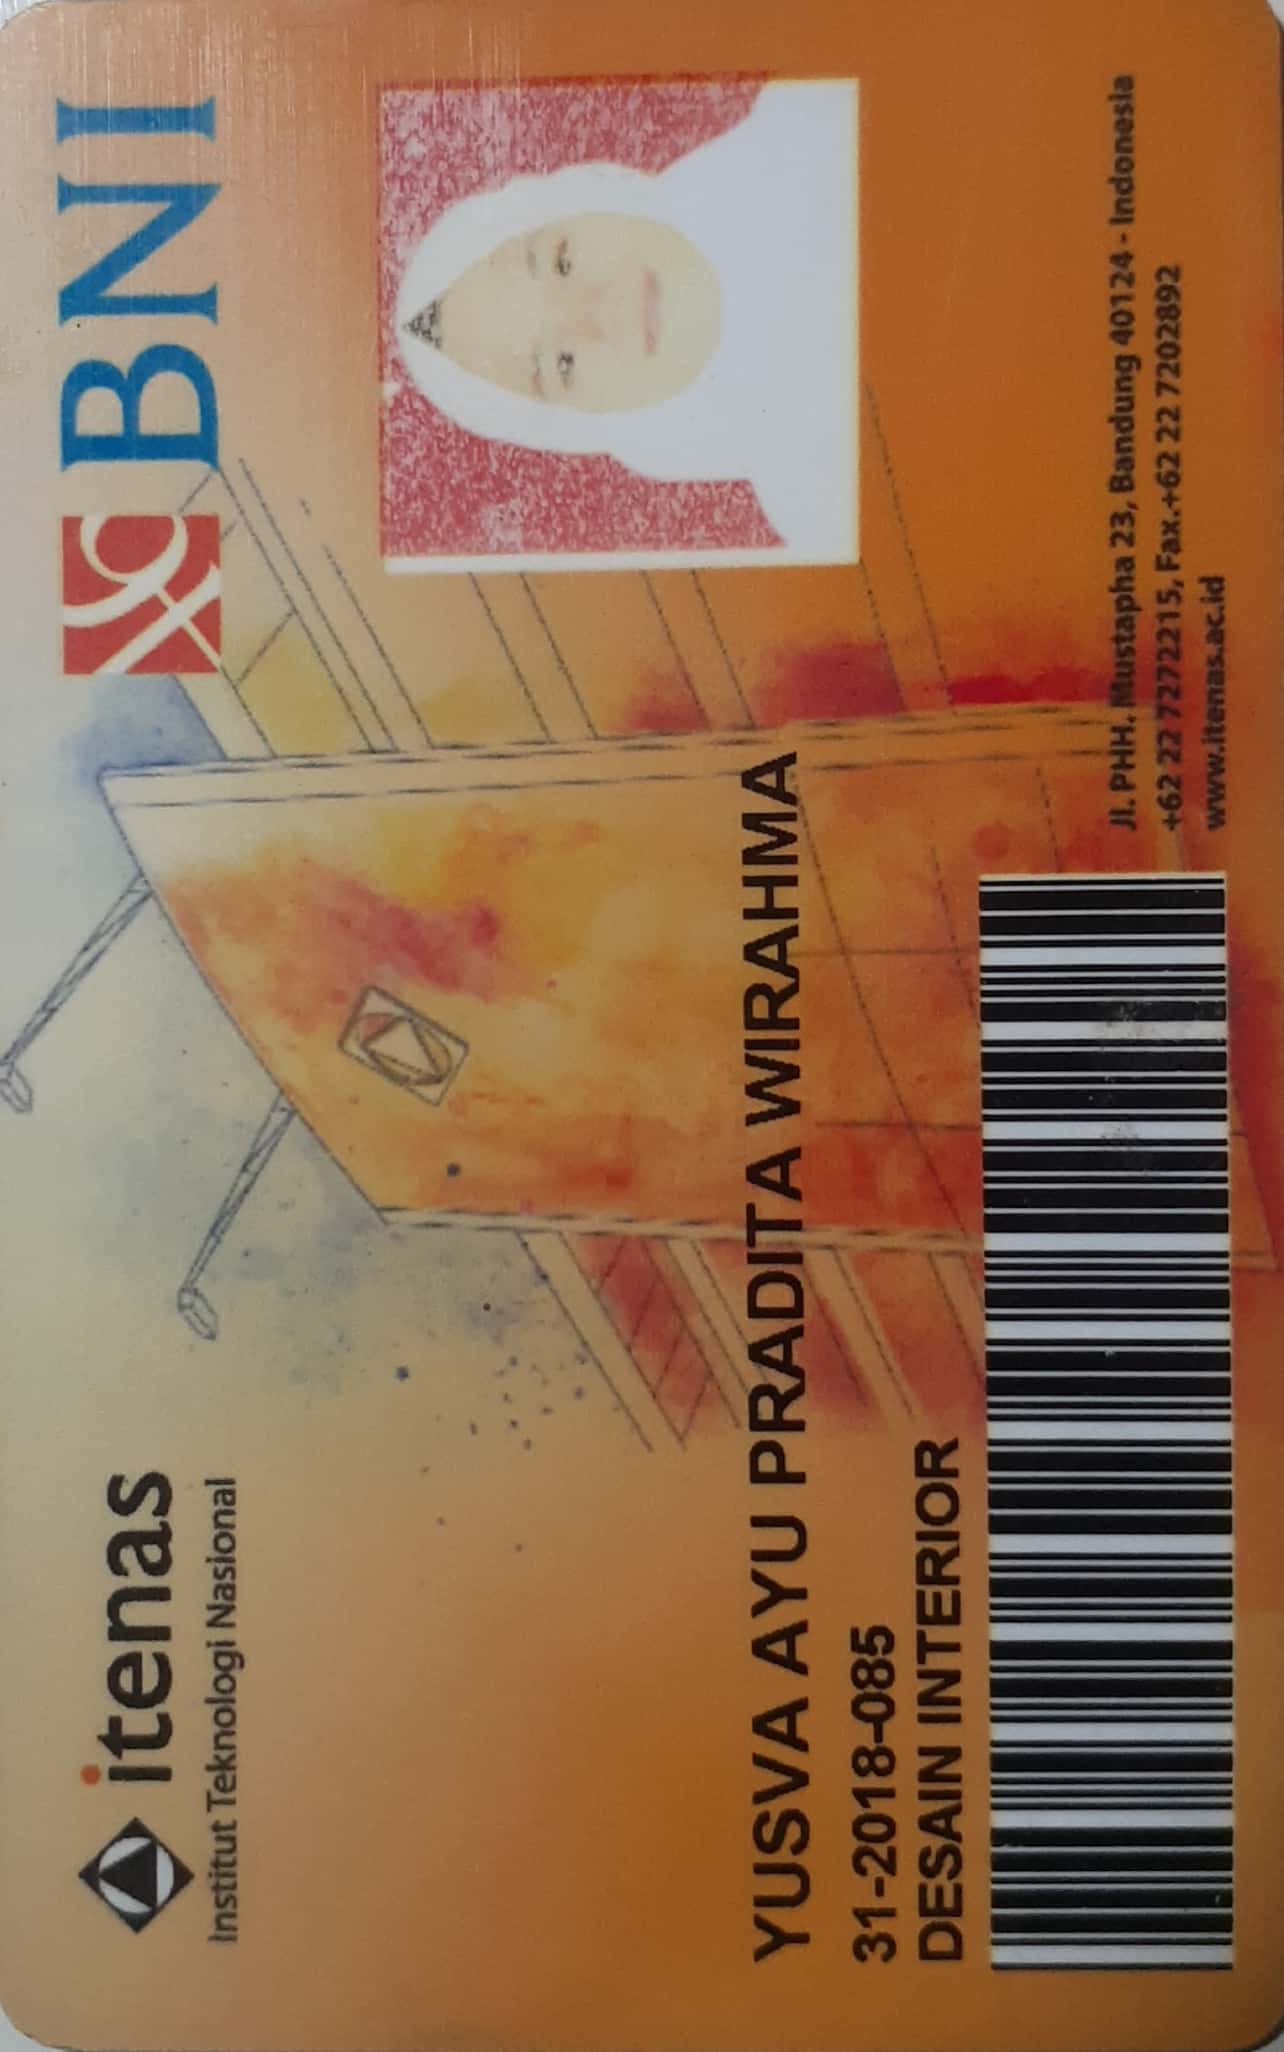 itenas
Institut Teknologi Nasional
BNI
YUSVA AYU PRADITA WIRAHMA
31-2018-085
DESAIN INTERIOR
Jl. PHH. Mustapha 23, Bandung 40124 - Indonesia
+62 22 7272215, Fax.+62 22 7202892
www.itenas.ac.id